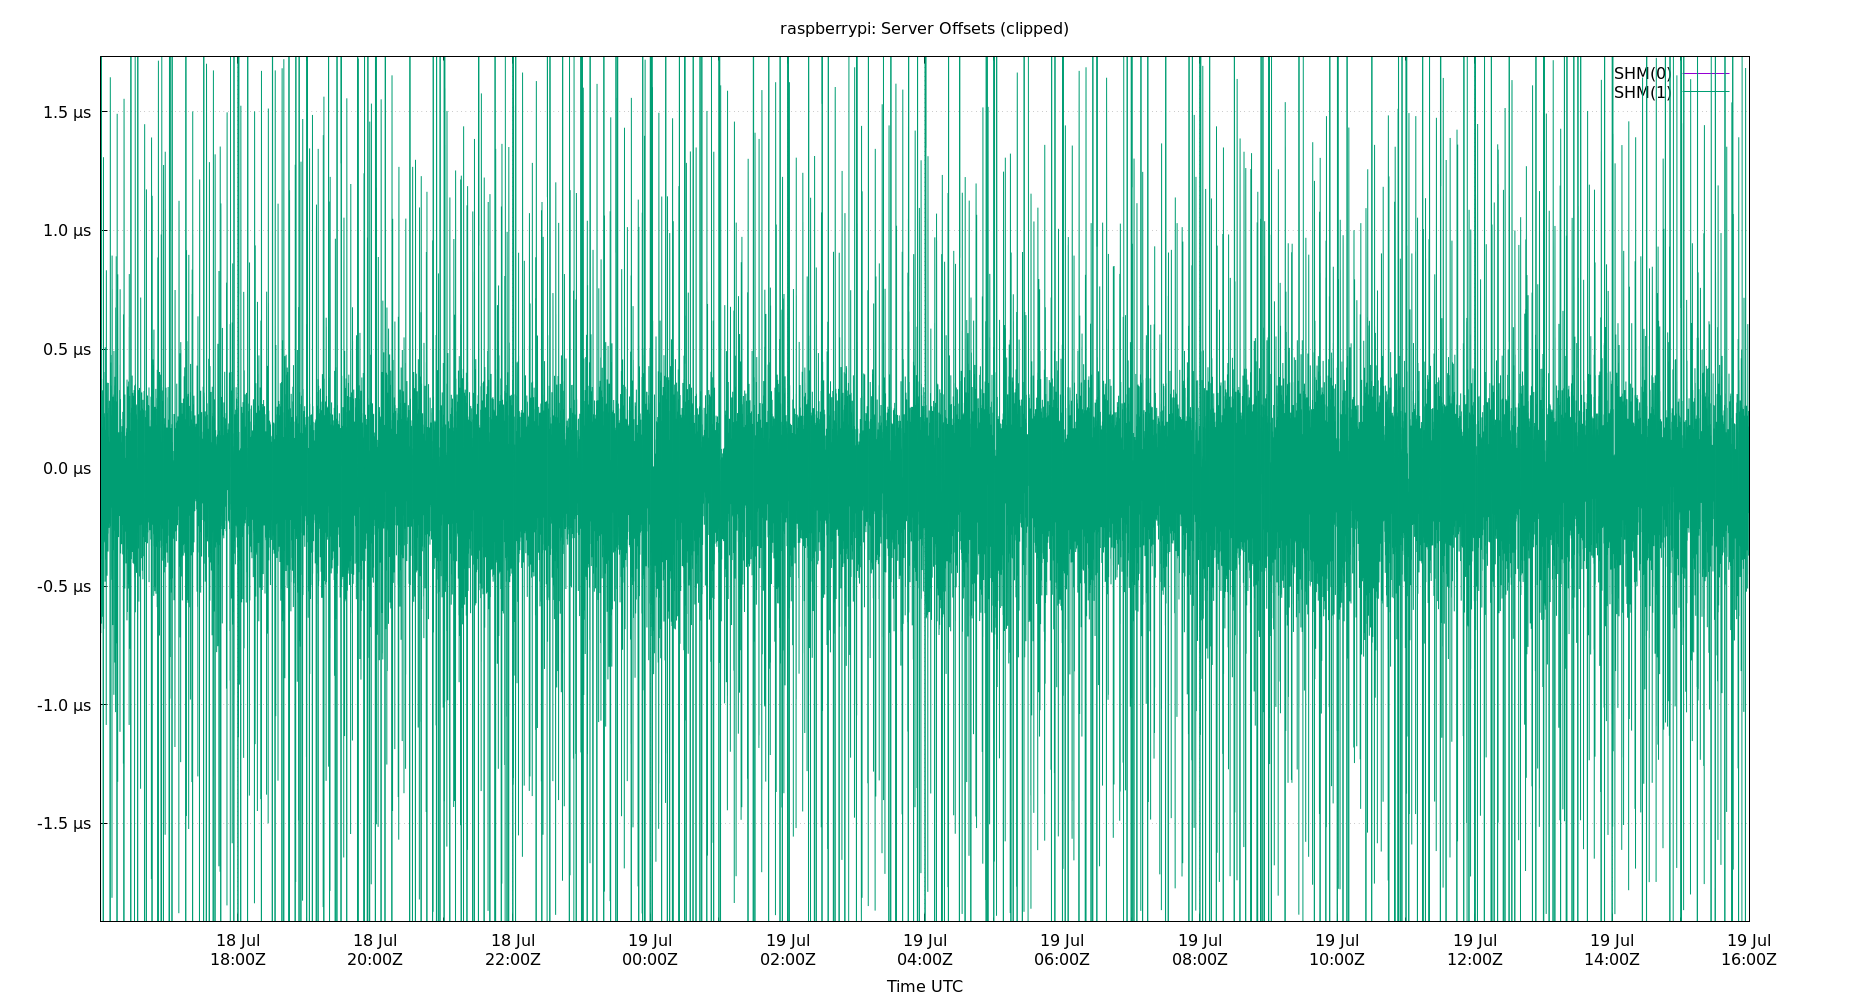 raspberrypi: Server Offsets (clipped)
SHM(0)
SHM(1)
1.5 µs
1.0 µs
0.5 µs
0.0 µs
-0.5 µs
-1.0 µs
-1.5 µs
18 Jul 18 Jul 18 Jul 19 Jul 19 Jul 19 Jul 19 Jul 19 Jul 19 Jul 19 Jul 19 Jul 19 Jul
18:00Z 20:00Z 22:00Z 00:00Z 02:00Z 04:00Z 06:00Z 08:00Z 10:00Z 12:00Z 14:00Z 16:00Z
Time UTC